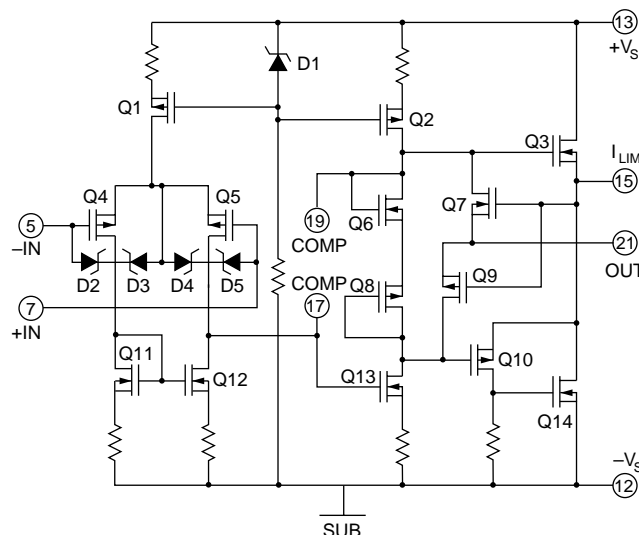 13
+VS
D1
Q1
Q2
Q3
ILIM
15
Q4
Q5
Q6
Q7
5
–IN
19
COMP
21
OUT
D2
D3
D4
D5
COMP
Q8
Q9
7
+IN
17
Q11
Q12
Q13
Q10
Q14
–VS
12
SUB